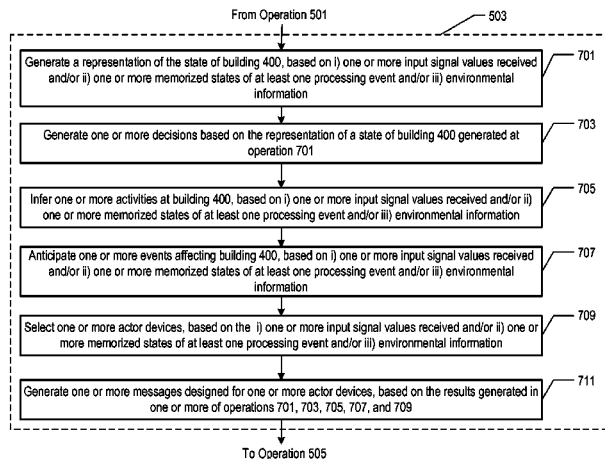 From Operation 501
503
Generate a representation of the state of building 400, based on i) one or more input signal values received
and/or ii) one or more memorized states of at least one processing event and/or iii) environmental
information
701
Generate one or more decisions based on the representation of a state of building 400 generated at
operation 701
703
Infer one or more activities at building 400, based on i) one or more input signal values received and/or ii)
one or more memorized states of at least one processing event and/or iii) environmental information
705
Anticipate one or more events affecting building 400, based on i) one or more input signal values received
and/or ii) one or more memorized states of at least one processing event and/or iii) environmental
information
707
Select one or more actor devices, based on the i) one or more input signal values received and/or ii) one or
more memorized states of at least one processing event and/or iii) environmental information
709
Generate one or more messages designed for one or more actor devices, based on the results generated in
one or more of operations 701, 703, 705, 707, and 709
711
To Operation 505